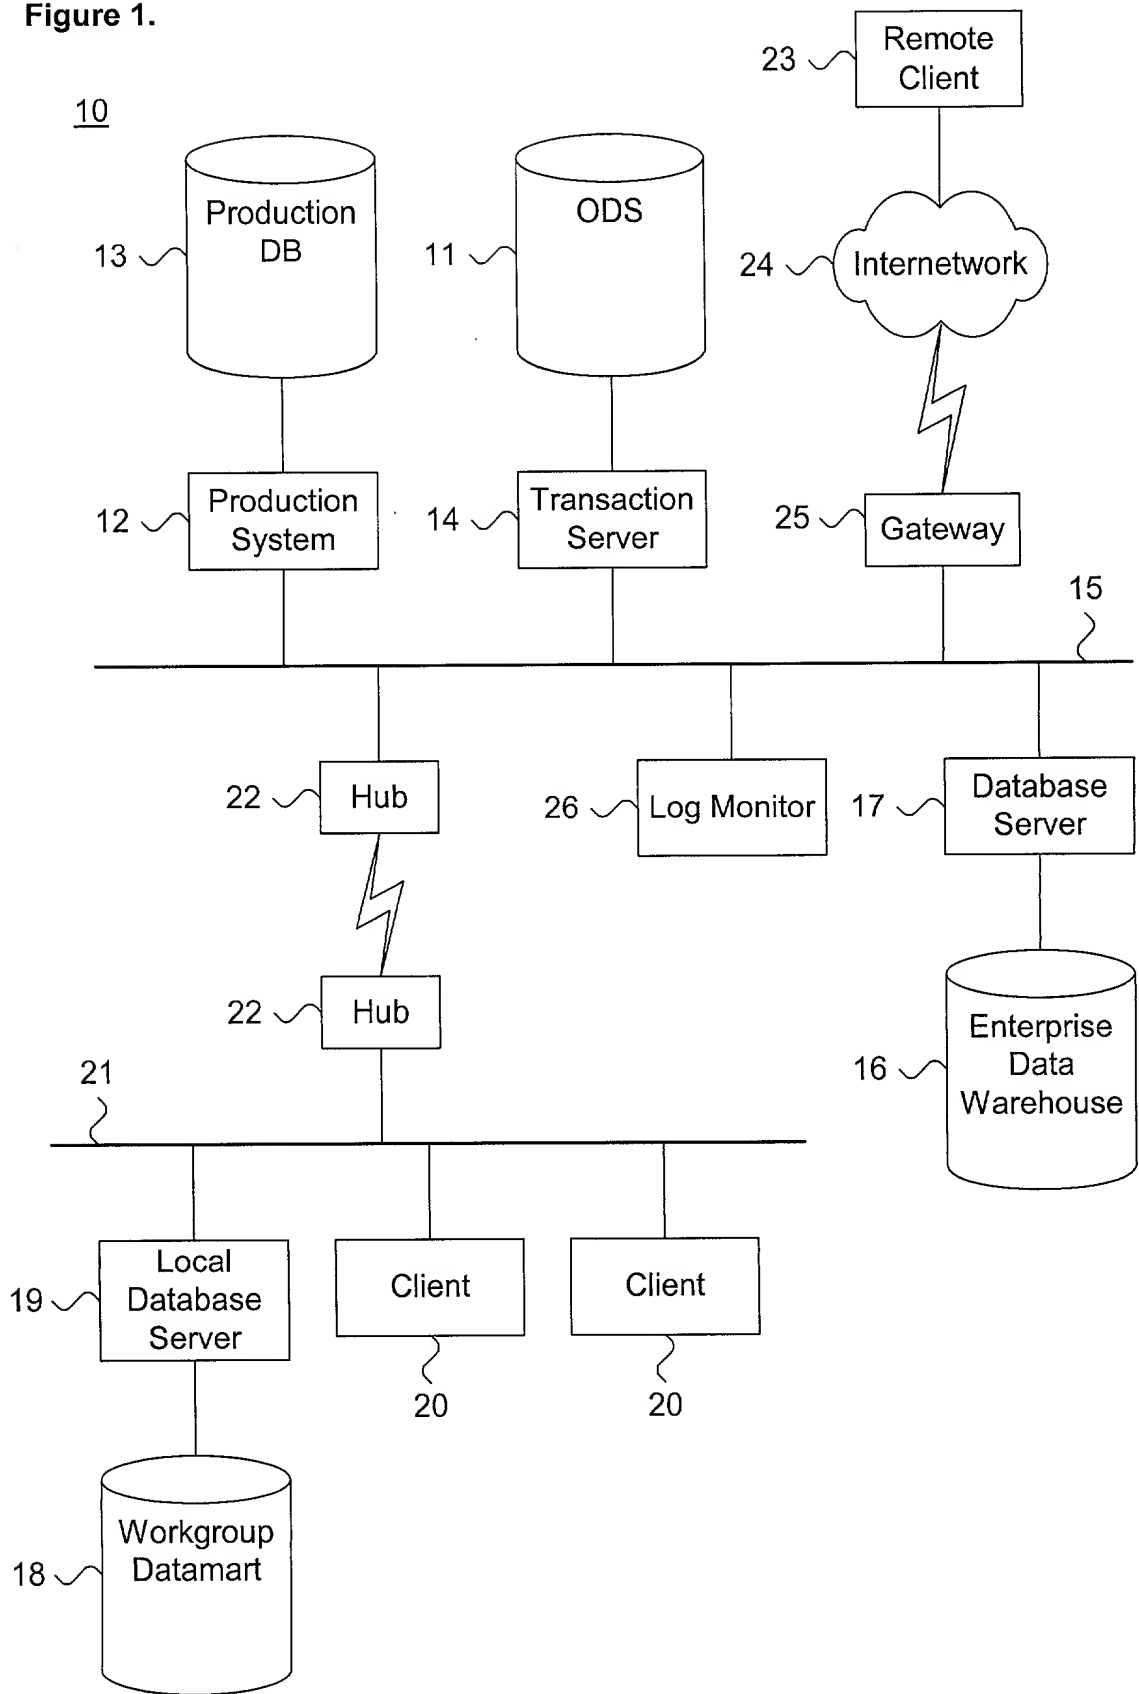 Figure 1.
10
23
Remote
Client
13
Production
DB
11
ODS
24
Internetwork
12
Production
System
14
Transaction
Server
25
Gateway
15
22
Hub
26
Log Monitor
17
Database
Server
22
Hub
16
Enterprise
Data
Warehouse
21
19
Local
Database
Server
Client
20
Client
20
18
Workgroup
Datamart